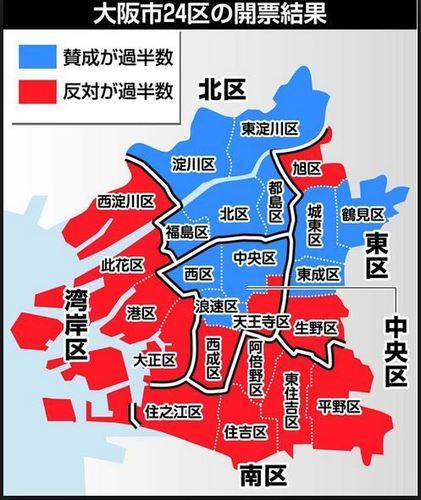 大阪市24区の開票結果
賛成が過半数
反対が過半数
北区
東淀川区
淀川区
旭区
西淀川区
北区
都島区
城東区
鶴見区
福島区
東区
此花区
西区
中央区
東成区
湾岸区
港区
浪速区
天王寺区
生野区
中央区
大正区
西成区
阿倍野区
東住吉区
平野区
住之江区
住吉区
南区